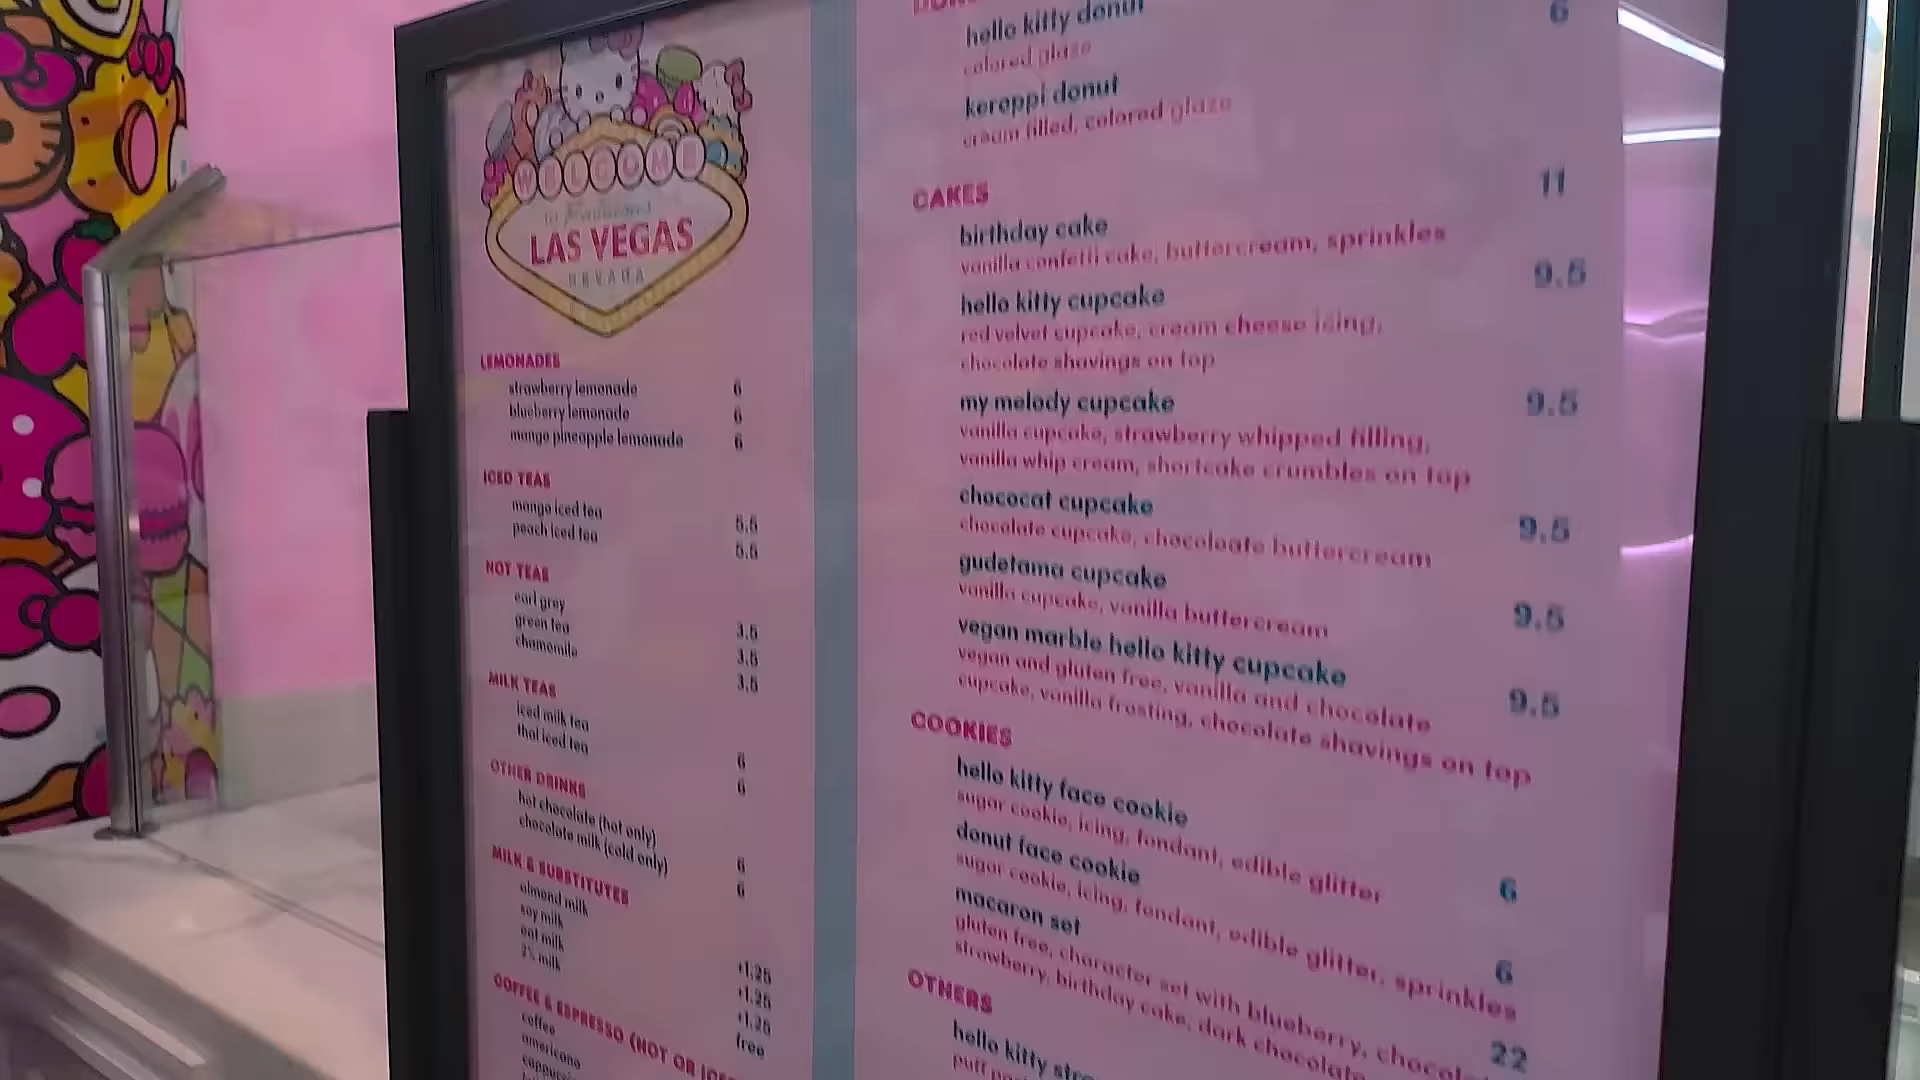 WELCOME
to Fabulous
LAS VEGAS
NEVADA
LEMONADES
strawberry lemonade 6
blueberry lemonade 6
mango pineapple lemonade 6
ICED TEAS
mango iced tea 5.5
peach iced tea 5.5
HOT TEAS
earl grey 3.5
green tea 3.5
chamomile 3.5
MILK TEAS
iced milk tea 6
thai iced tea 6
OTHER DRINKS
hot chocolate (hot only) 6
chocolate milk (cold only) 6
MILK & SUBSTITUTES
almond milk +1.25
soy milk +1.25
oat milk +1.25
2% milk free
COFFEE & ESPRESSO (HOT OR ICED
coffee
americano
hello kitty donut 6
colored glaze
keroppi donut
cream filled, colored glaze
CAKES
birthday cake 11
vanilla confetti cake, buttercream, sprinkles
hello kitty cupcake 9.5
red velvet cupcake, cream cheese icing,
chocolate shavings on top
my melody cupcake 9.5
vanilla cupcake, strawberry whipped filling,
vanilla whip cream, shortcake crumbles on top
chococat cupcake 9.5
chocolate cupcake, chocoloate buttercream
gudetama cupcake 9.5
vanilla cupcake, vanilla buttercream
vegan marble hello kitty cupcake 9.5
vegan and gluten free, vanilla and chocolate
cupcake, vanilla frosting, chocolate shavings on top
COOKIES
hello kitty face cookie 6
sugar cookie, icing, fondant, edible glitter
donut face cookie 6
sugar cookie, icing, fondant, edible glitter, sprinkles
macaron set 22
gluten free, character set with blueberry,
strawberry, birthday cake, dark chocolate
OTHERS
hello kitty
puff